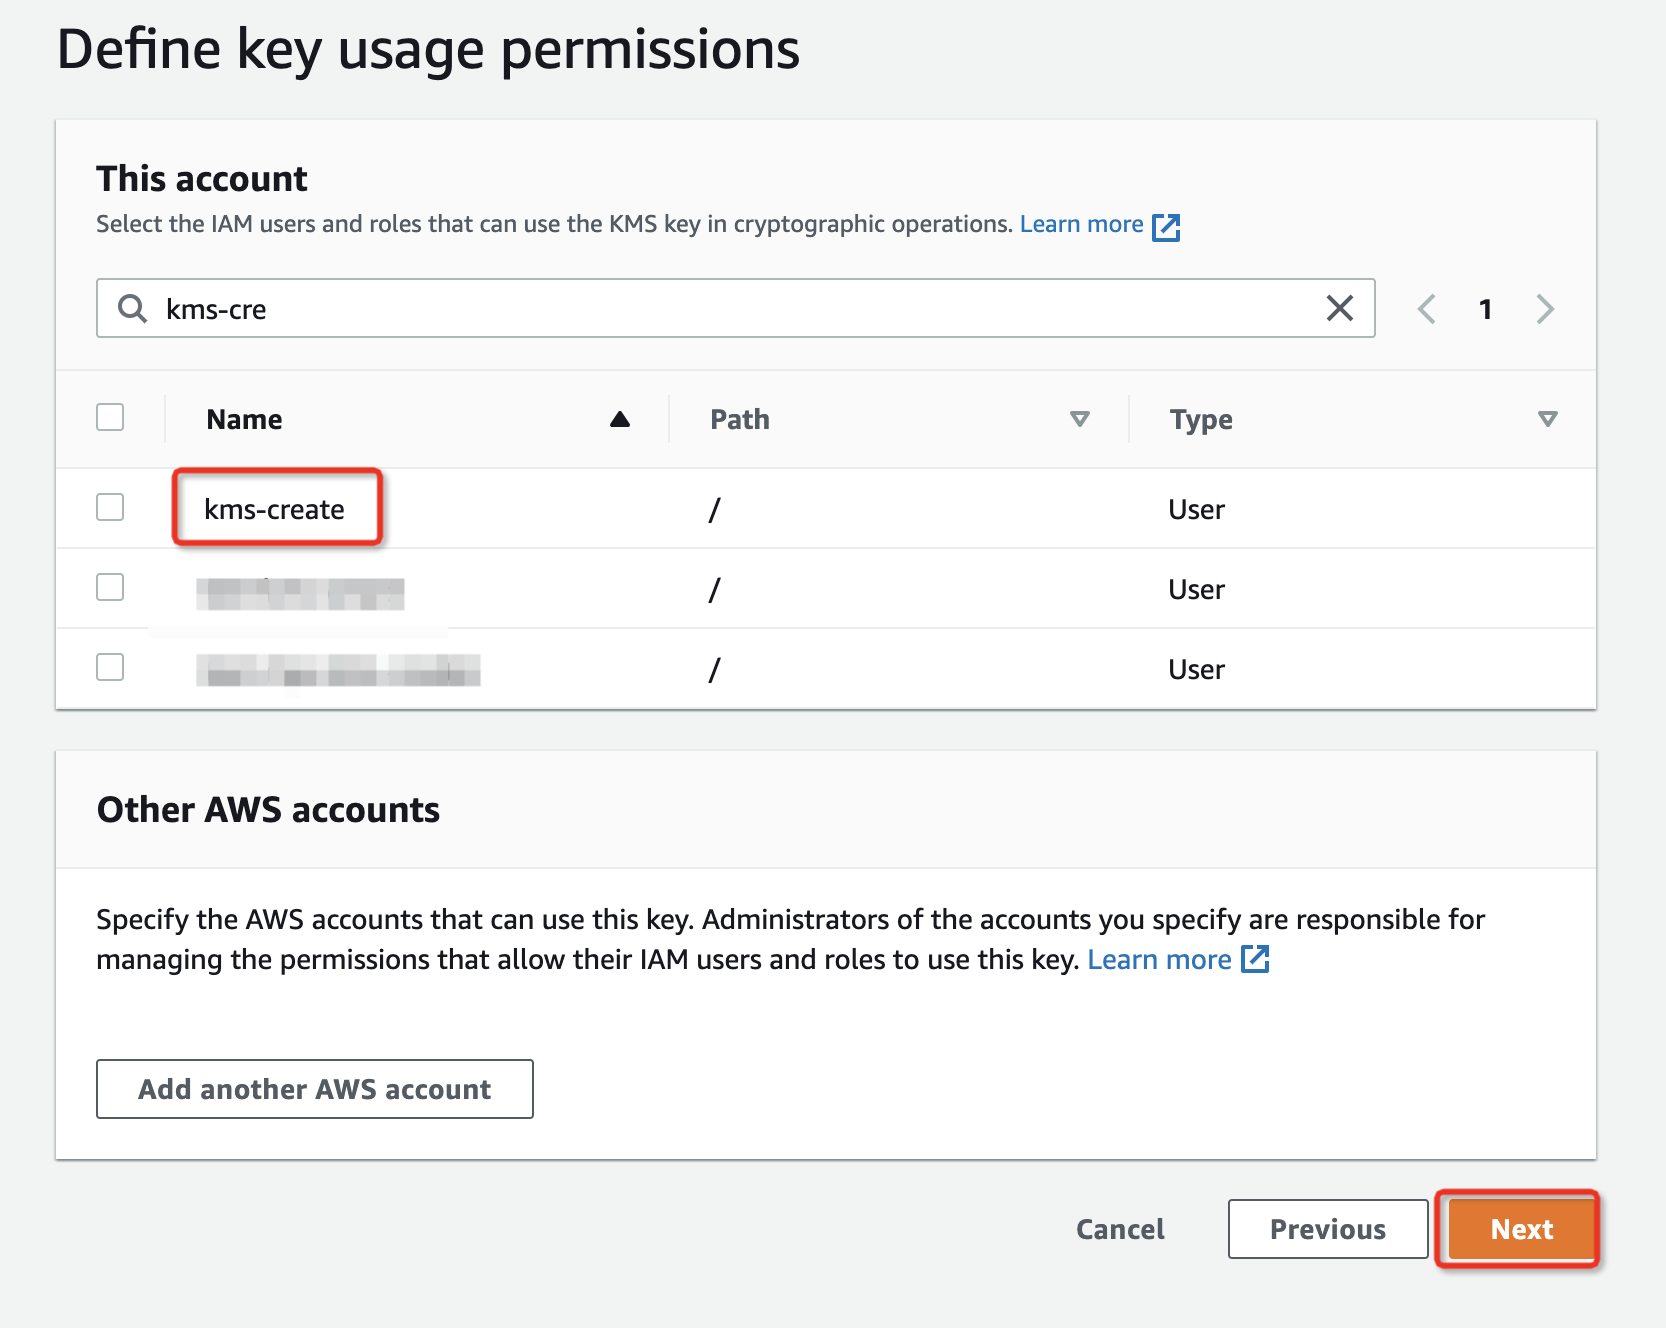 Define key usage permissions
This account
Select the IAM users and roles that can use the KMS key in cryptographic operations. Learn more
kms-cre
1
Name Path Type
kms-create / User
/ User
/ User
Other AWS accounts
Specify the AWS accounts that can use this key. Administrators of the accounts you specify are responsible for
managing the permissions that allow their IAM users and roles to use this key. Learn more
Add another AWS account
Cancel Previous Next